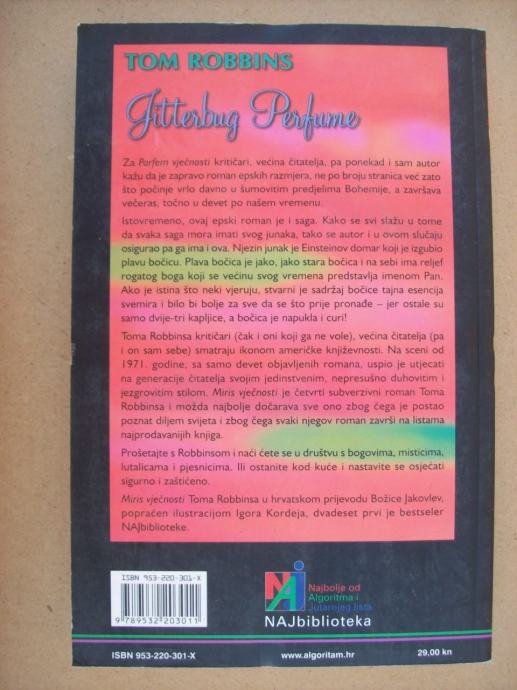 TOM ROBBINS
Jitterbug Perfume
Za Parfem vječnosti kritičari, većina čitatelja, pa ponekad i sam autor
kažu da je zapravo roman epskih razmjera, ne po broju stranica već zato
što počinje vrlo davno u šumovitim predjelima Bohemije, a završava
večeras, točno u devet po našem vremenu.
Istovremeno, ovaj epski roman je i saga. Kako se svi slažu u tome
da svaka saga mora imati svog junaka, tako se autor i u ovom slučaju
osigurao pa ga ima i ova. Njezin junak je Einsteinov domar koji je izgubio
plavu bočicu. Plava bočica je jako, jako stara bočica i na sebi ima reljef
rogatog boga koji se većinu svog vremena predstavlja imenom Pan.
Ako je istina što neki vjeruju, stvarni je sadržaj bočice tajna esencija
svemira i bilo bi bolje za sve da se što prije pronađe – jer ostale su
samo dvije-tri kapljice, a bočica je napukla i curi!
Toma Robbinsa kritičari (čak i oni koji ga ne vole), većina čitatelja (pa
i on sam sebe) smatraju ikonom američke književnosti. Na sceni od
1971. godine, sa samo devet objavljenih romana, uspio je utjecati
na generacije čitatelja svojim jedinstvenim, nepresušno duhovitim i
jezgrovitim stilom. Miris vječnosti je četvrti subverzivni roman Toma
Robbinsa i možda najbolje dočarava sve ono zbog čega je postao
poznat diljem svijeta i zbog čega svaki njegov roman završi na listama
najprodavanijih knjiga.
Prošetajte s Robbinsom i naći ćete se u društvu s bogovima, misticima,
lutalicama i pjesnicima. Ili ostanite kod kuće i nastavite se osjećati
sigurno i zaštićeno.
Miris vječnosti Toma Robbinsa u hrvatskom prijevodu Božice Jakovlev,
popraćen ilustracijom Igora Kordeja, dvadeset prvi je bestseler
NAJbiblioteke.
ISBN 953-220-301-X
9 789532 203011
NAJ
Najbolje od
Algoritma i
Jutarnjeg lista
NAJbiblioteka
ISBN 953-220-301-X
www.algoritam.hr
29,00 kn